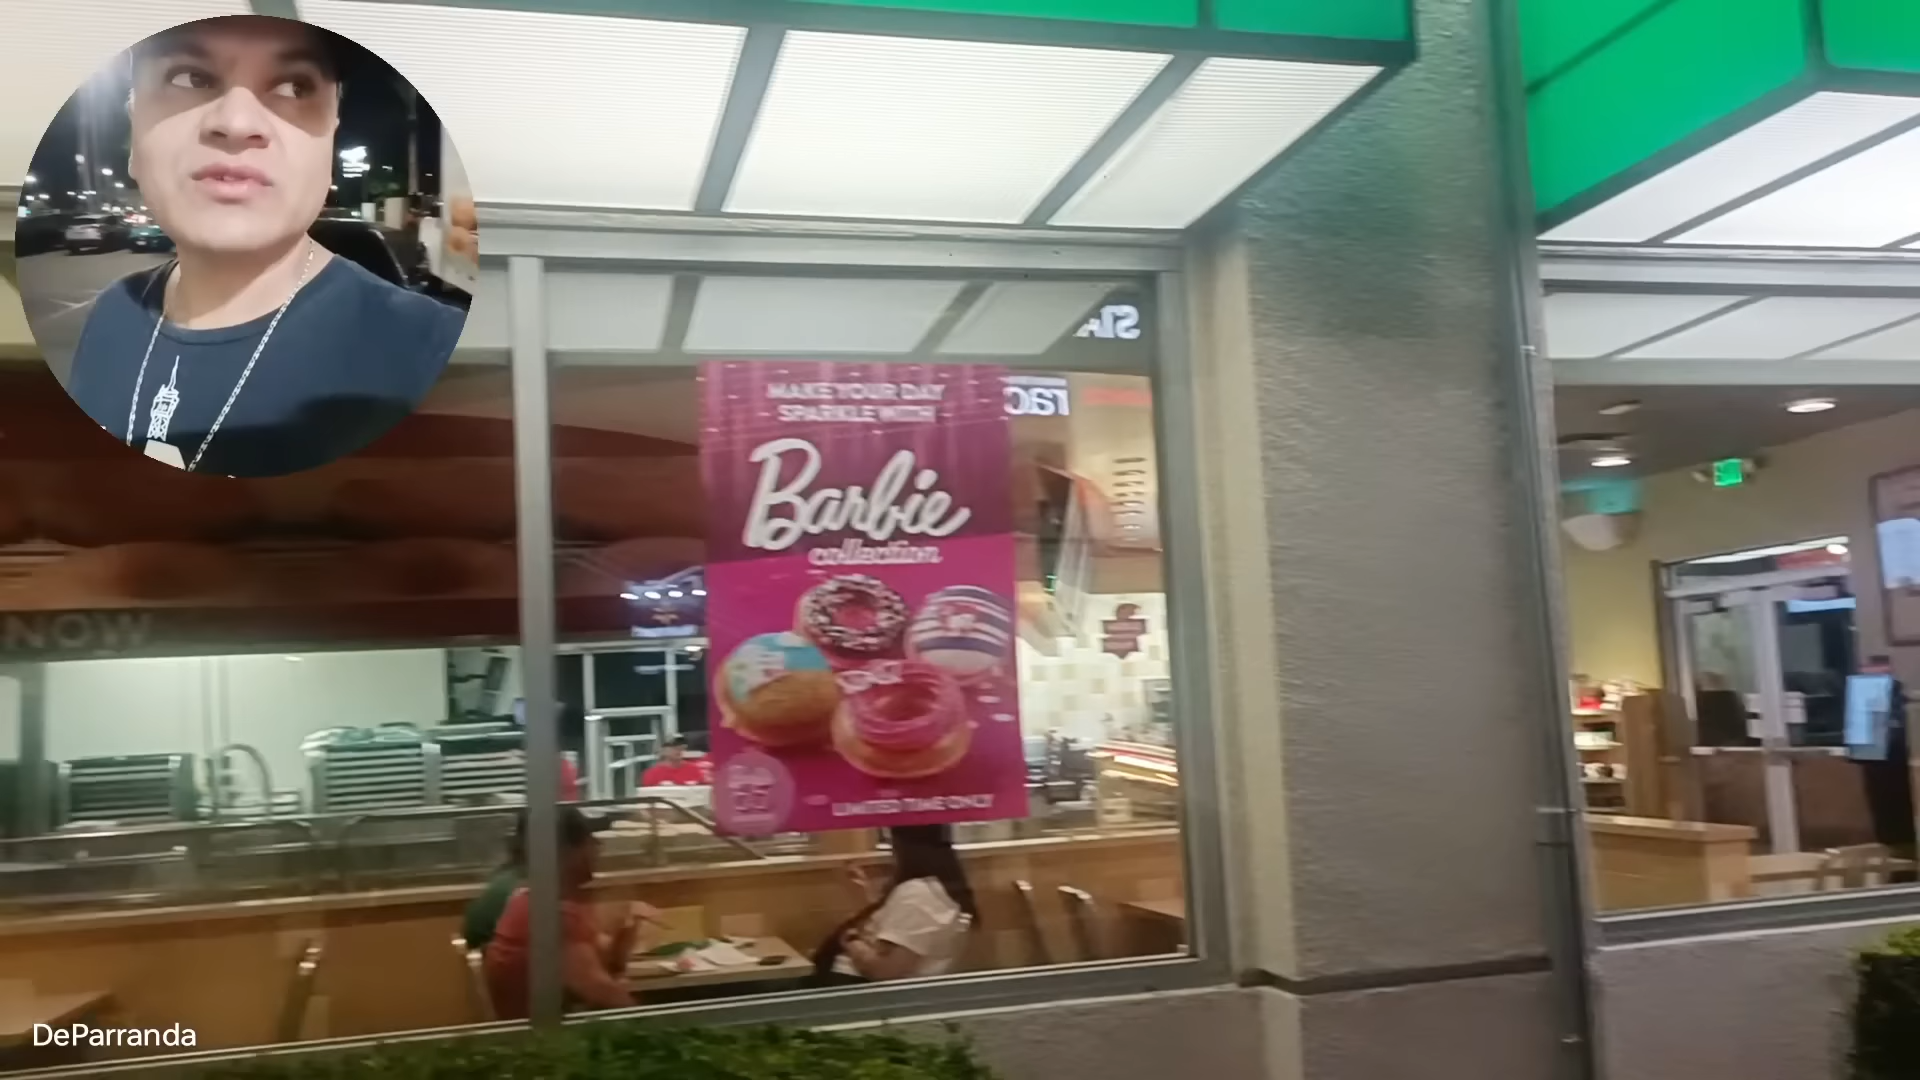 MAKE YOUR DAY
SPARKLE WITH
Barbie
collection
LIMITED TIME ONLY
NOW
DeParranda